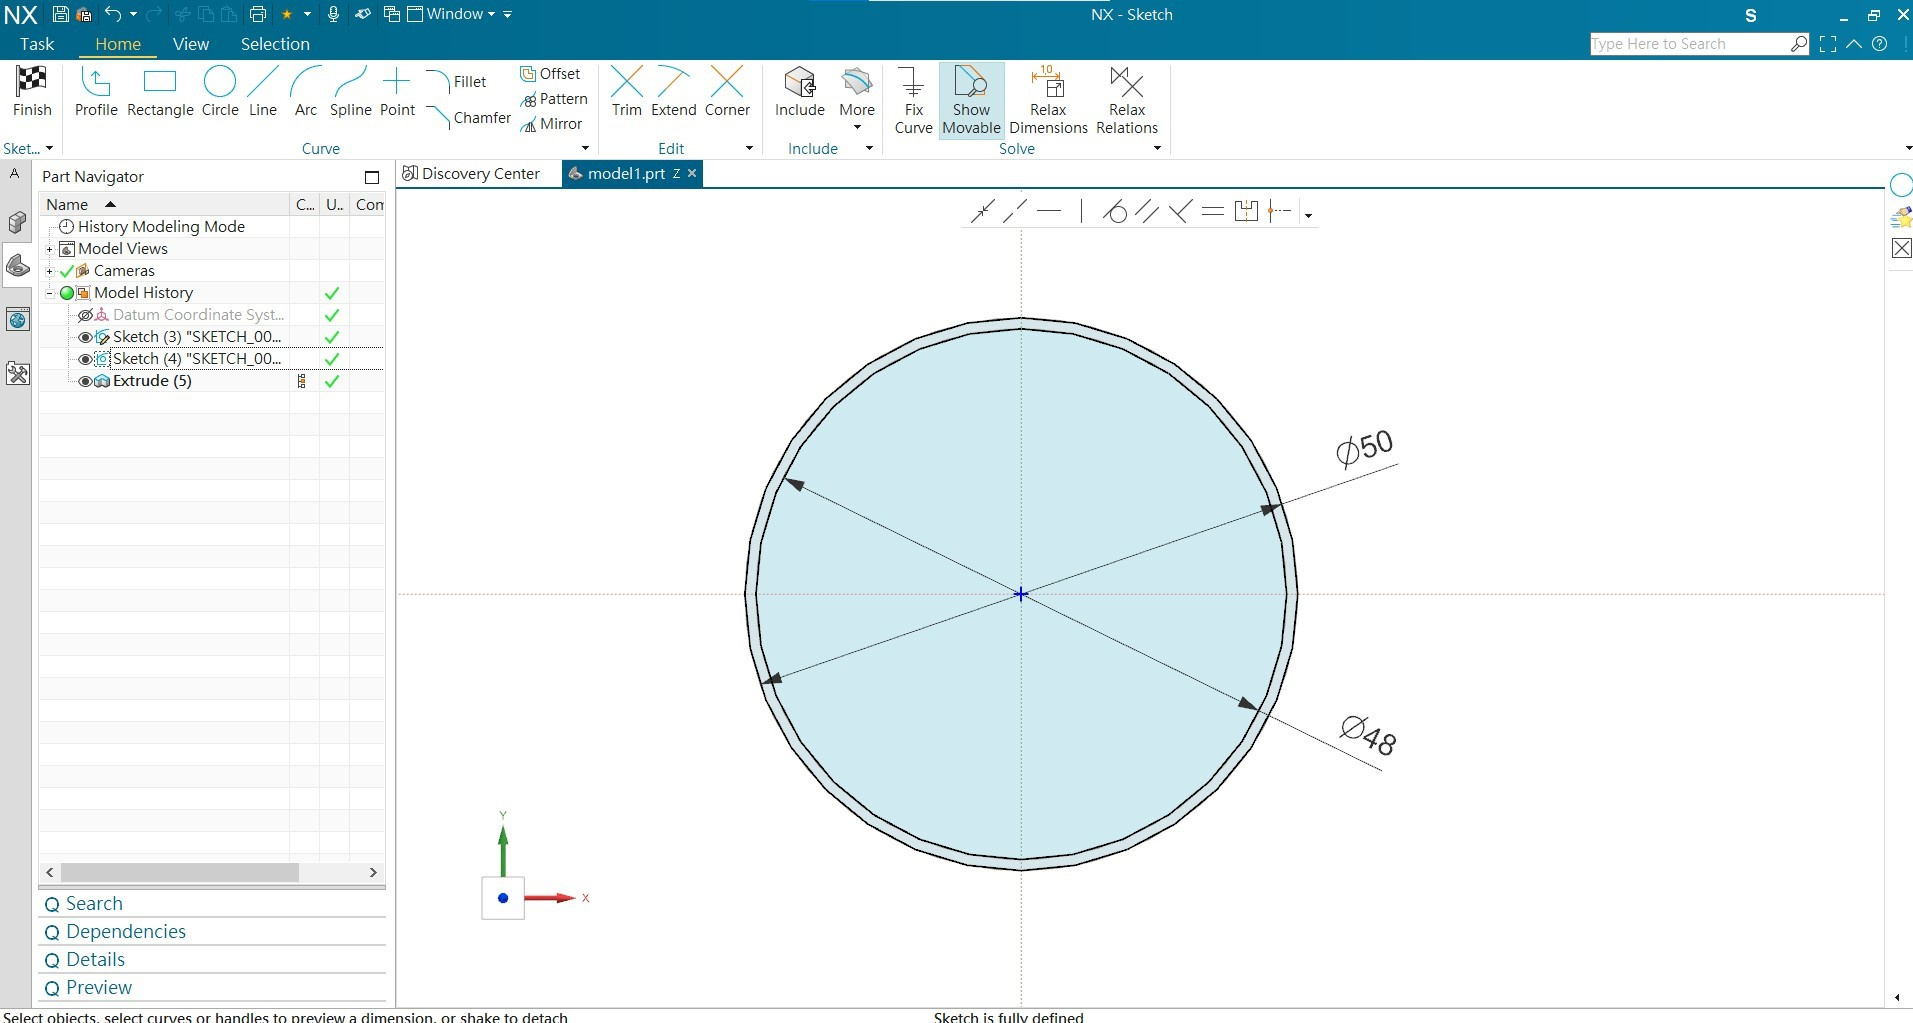 NX Window NX - Sketch S
Task Home View Selection Type Here to Search
Finish Profile Rectangle Circle Line Arc Spline Point Fillet Chamfer Offset Pattern Mirror Trim Extend Corner Include More Fix Curve Show Movable 1,0 Relax Dimensions Relax Relations
Sket... Curve Edit Include Solve
A Part Navigator Discovery Center model1.prt
Name C... U.. Com
History Modeling Mode
Model Views
Cameras
Model History
Datum Coordinate Syst...
Sketch (3) "SKETCH_00...
Sketch (4) "SKETCH_00...
Extrude (5)
Ø50
Ø48
Y
X
Search
Dependencies
Details
Preview
Select objects, select curves or handles to preview a dimension, or shake to detach Sketch is fully defined